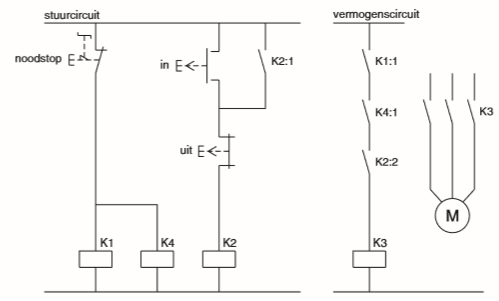 stuurcircuit
vermogenscircuit
noodstop
in
K2:1
K1:1
K4:1
K3
uit
K2:2
M
K1
K4
K2
K3